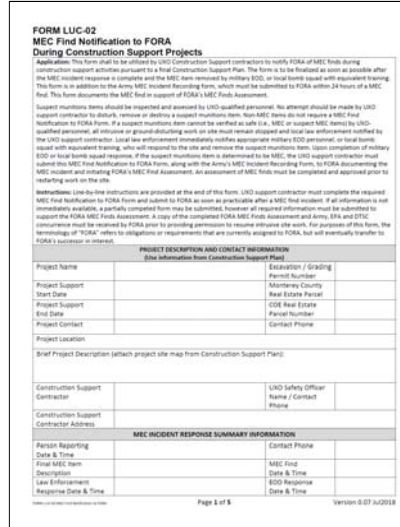 FORM LUC-02
MEC Find Notification to FORA
During Construction Support Projects
Application: This form shall to be utilized by UXO Support Construction contractors to notify FORA of MEC finds during
construction support activities pursuant to a final Construction Support Plan. The form is to be finalized as soon as possible after
the MEC incident response is complete and the MEC item removed by military EOD, or local bomb squad with equivalent training.
This form is in addition to the Army MEC Incident Recording form, which must be submitted to FORA within 24 hours of a MEC
find. This form documents the MEC find in support of FORA's MEC Finds Assessment.
Suspect munitions items should be inspected and assessed by UXO-qualified personnel. No attempt should be made by UXO
support contractor to disturb, remove or destroy a suspect munitions item. Non-MEC items do not require a MEC Find
Notification to FORA Form. If a suspect munitions item cannot be verified as safe (i.e., MEC or suspect MEC items) by UXO-
qualified personnel, all intrusive or ground-disturbing work on site must remain stopped and local law enforcement notified by
the UXO support contractor. Local law enforcement immediately notifies appropriate military EOD personnel, or local bomb
squad with equivalent training, who will respond to the site and remove the suspect munitions item. Upon completion of military
EOD or local bomb squad response, if the suspect munitions item is determined to be MEC, the UXO support contractor must
submit this MEC Find Notification to FORA Form, along with the Army's MEC Incident Recording Form, to FORA documenting the
MEC incident and initiating FORA's MEC Find Assessment. An assessment of MEC finds must be completed and approved prior to
restarting work on the site.
Instructions: Line-by-line instructions are provided at the end of this form. UXO support contractor must complete the required
MEC Find Notification to FORA Form and submit to FORA as soon as practicable after a MEC find incident. If all information is not
immediately available, a partially competed form may be submitted, however all required information must be submitted to
support the FORA MEC Finds Assessment. A copy of the completed FORA MEC Finds Assessment and Army, EPA and DTSC
concurrence must be received by FORA prior to providing permission to resume intrusive site work. For purposes of this form, the
terminology of "FORA" refers to obligations or requirements that are currently assigned to FORA, but will eventually transfer to
FORA's successor in interest.
PROJECT DESCRIPTION AND CONTACT INFORMATION
(Use information from Construction Support Plan)
Project Name
Excavation / Grading
Permit Number
Project Support
Start Date
Monterey County
Real Estate Parcel
Project Support
End Date
COE Real Estate
Parcel Number
Project Contact
Contact Phone
Project Location
Brief Project Description (attach project site map from Construction Support Plan):
Construction Support
Contractor
UXO Safety Officer
Name / Contact
Phone
Construction Support
Contractor Address
MEC INCIDENT RESPONSE SUMMARY INFORMATION
Person Reporting
Date & Time
Contact Phone
Final MEC Item
Description
MEC Find
Date & Time
Law Enforcement
Response Date & Time
EOD Response
Date & Time
Page 1 of 5
Version 0.07 Jul2018